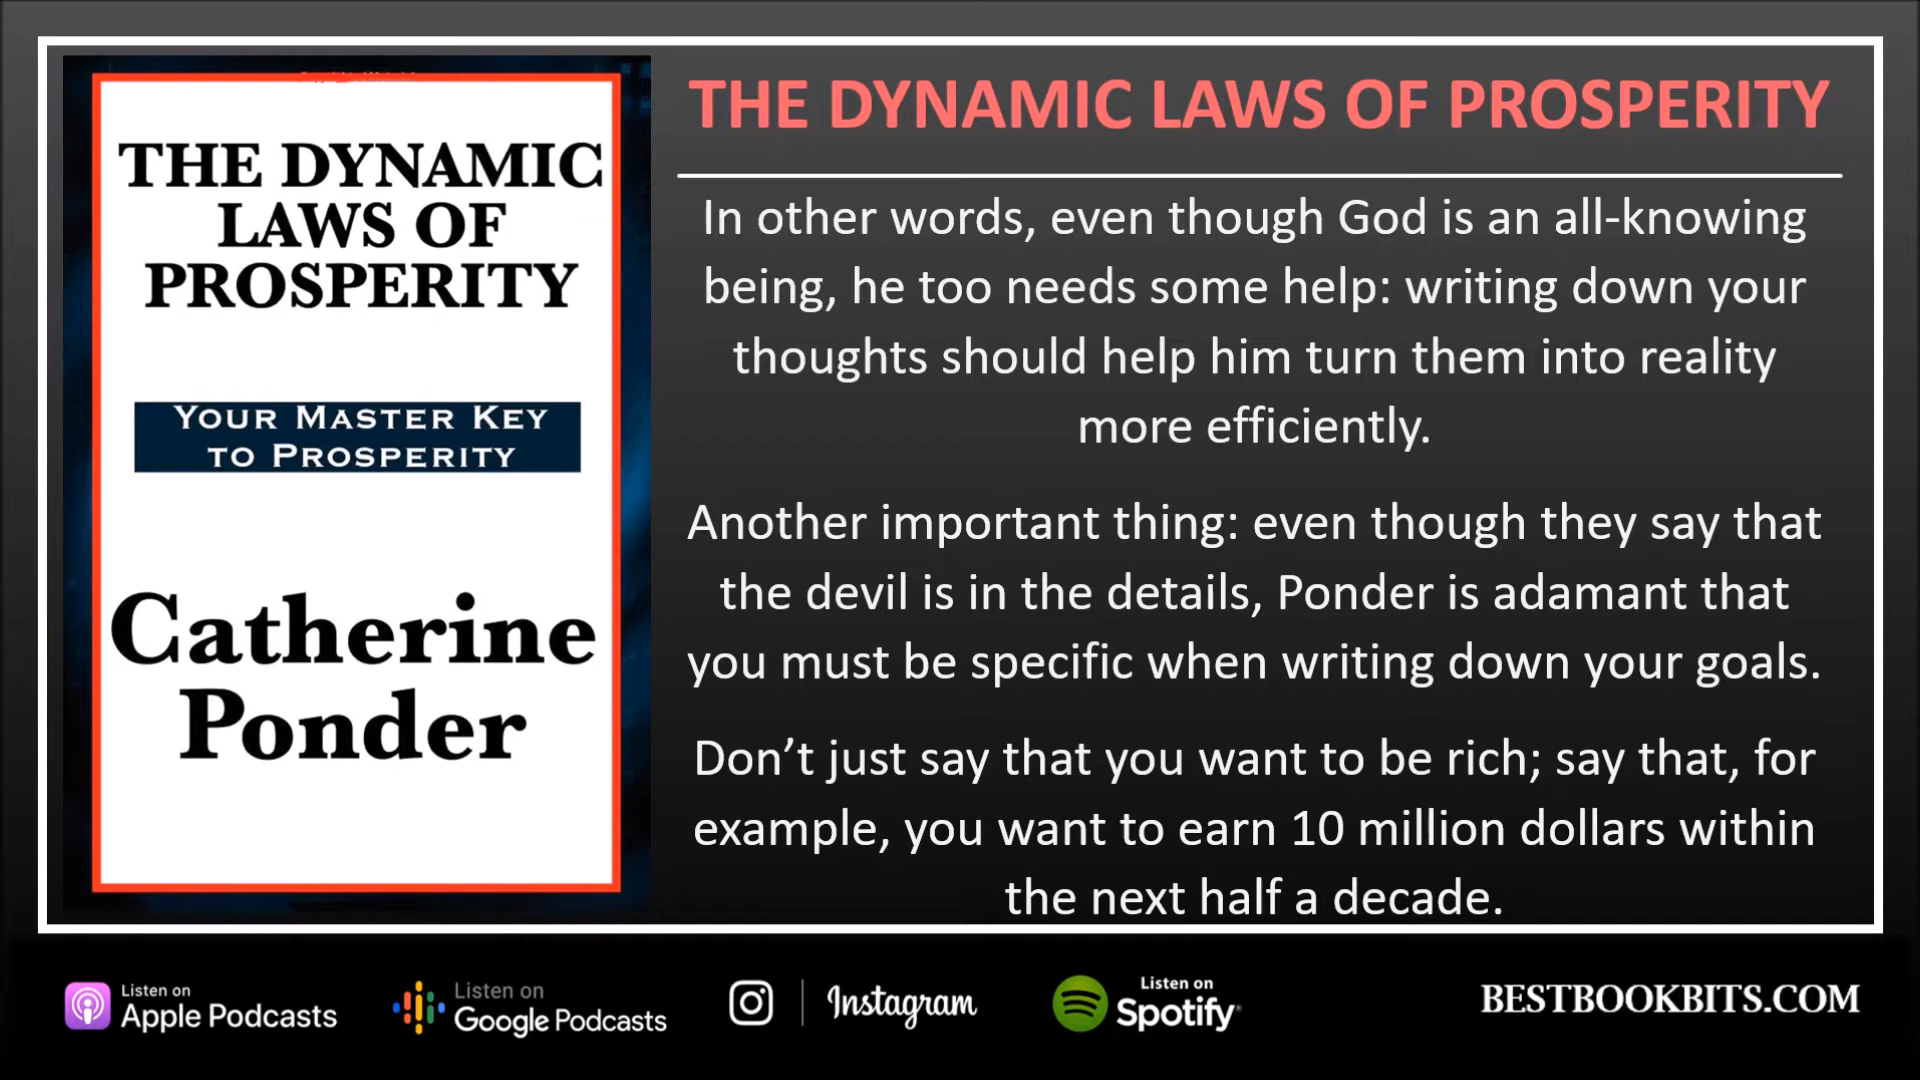 THE DYNAMIC
LAWS OF
PROSPERITY
YOUR MASTER KEY
TO PROSPERITY
Catherine
Ponder
THE DYNAMIC LAWS OF PROSPERITY
In other words, even though God is an all-knowing
being, he too needs some help: writing down your
thoughts should help him turn them into reality
more efficiently.
Another important thing: even though they say that
the devil is in the details, Ponder is adamant that
you must be specific when writing down your goals.
Don’t just say that you want to be rich; say that, for
example, you want to earn 10 million dollars within
the next half a decade.
Listen on
Apple Podcasts
Listen on
Google Podcasts
Instagram
Listen on
Spotify
BESTBOOKBITS.COM